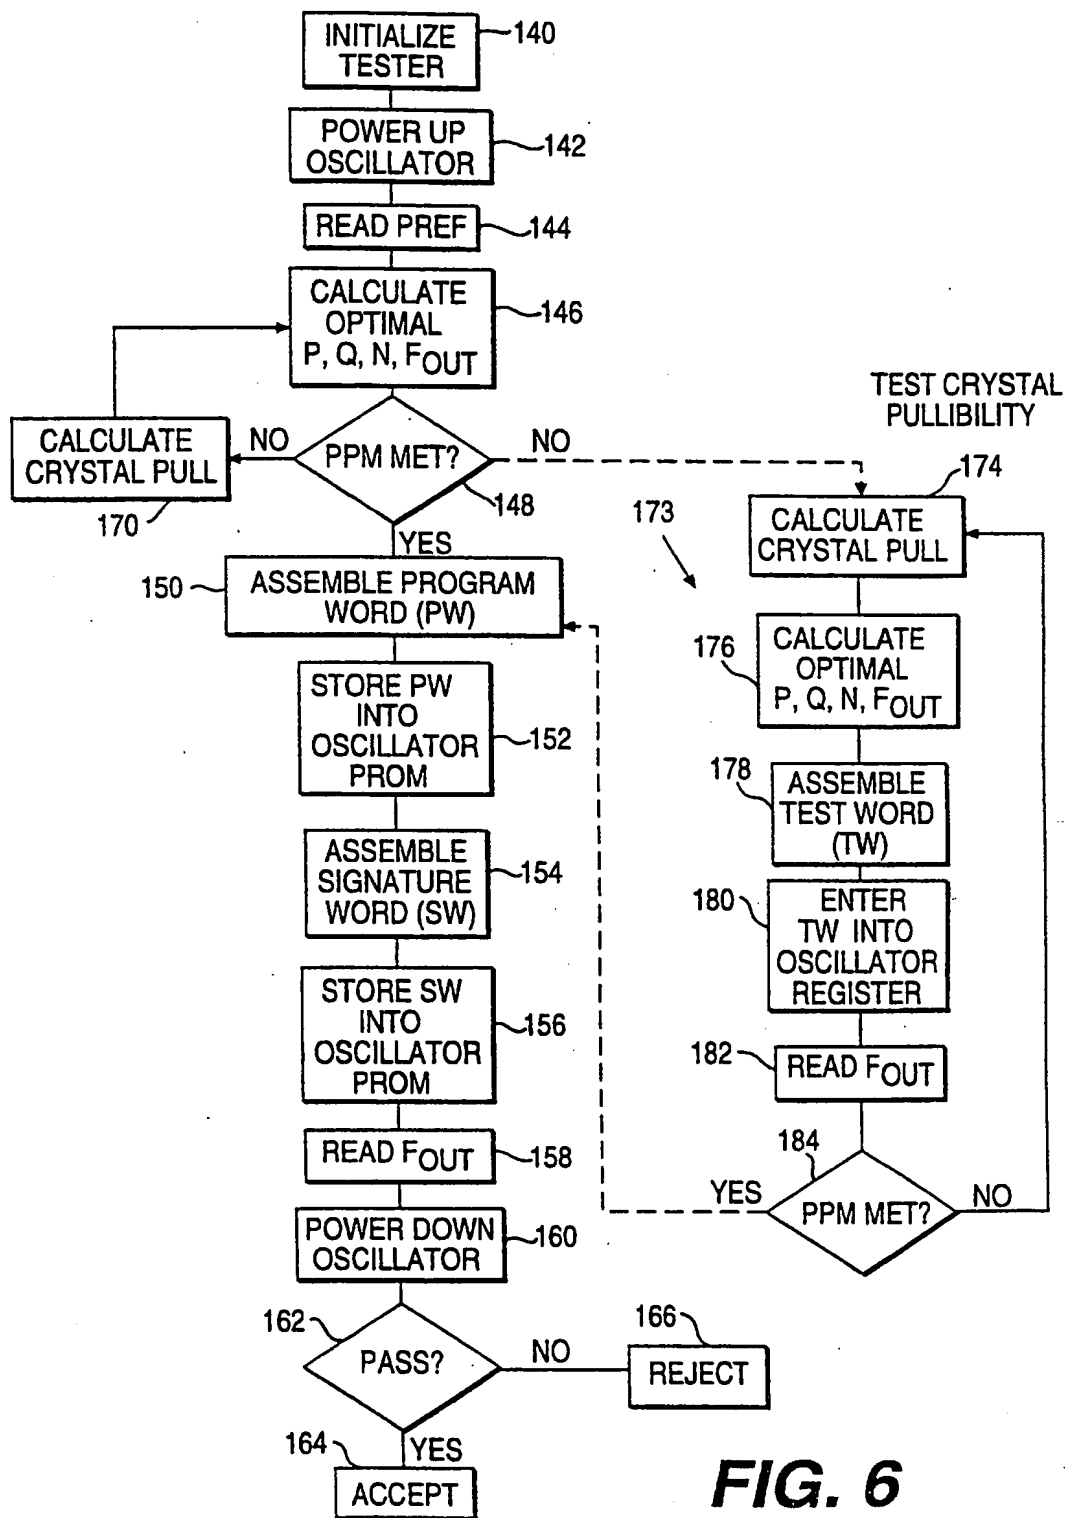 INITIALIZE
TESTER
140
POWER UP
OSCILLATOR
142
READ PREF
144
CALCULATE
OPTIMAL
P, Q, N, FOUT
146
CALCULATE
CRYSTAL PULL
170
NO
PPM MET?
148
NO
YES
TEST CRYSTAL
PULLIBILITY
174
CALCULATE
CRYSTAL PULL
173
150
ASSEMBLE PROGRAM
WORD (PW)
176
CALCULATE
OPTIMAL
P, Q, N, FOUT
STORE PW
INTO
OSCILLATOR
PROM
152
178
ASSEMBLE
TEST WORD
(TW)
ASSEMBLE
SIGNATURE
WORD (SW)
154
180
ENTER
TW INTO
OSCILLATOR
REGISTER
STORE SW
INTO
OSCILLATOR
PROM
156
182
READ FOUT
READ FOUT
158
184
PPM MET?
YES
NO
POWER DOWN
OSCILLATOR
160
162
PASS?
NO
166
REJECT
YES
164
ACCEPT
FIG. 6